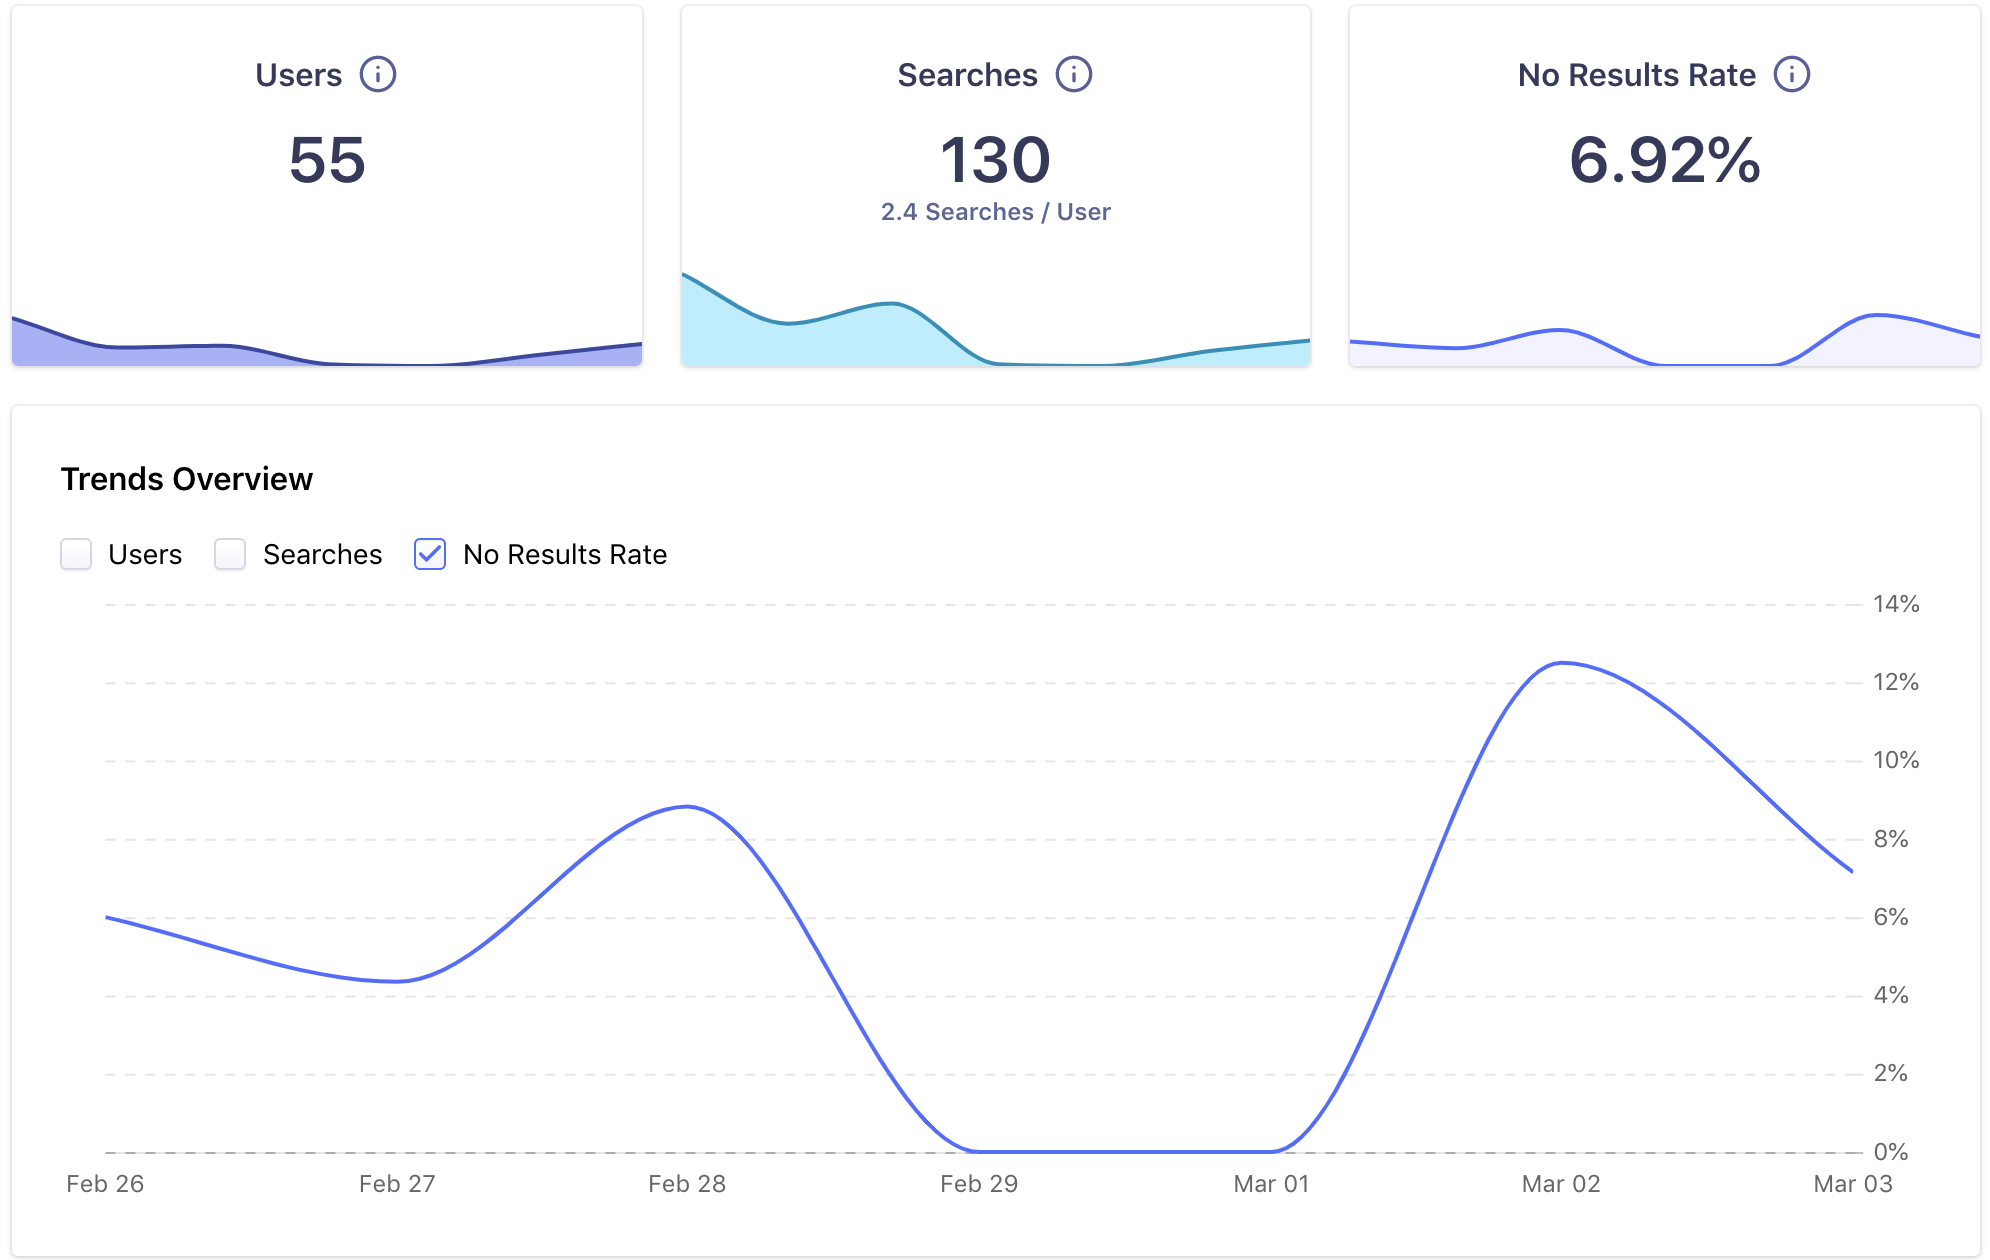 Users
55
Searches
130
2.4 Searches / User
No Results Rate
6.92%
Trends Overview
Users Searches No Results Rate
14%
12%
10%
8%
6%
4%
2%
0%
Feb 26 Feb 27 Feb 28 Feb 29 Mar 01 Mar 02 Mar 03